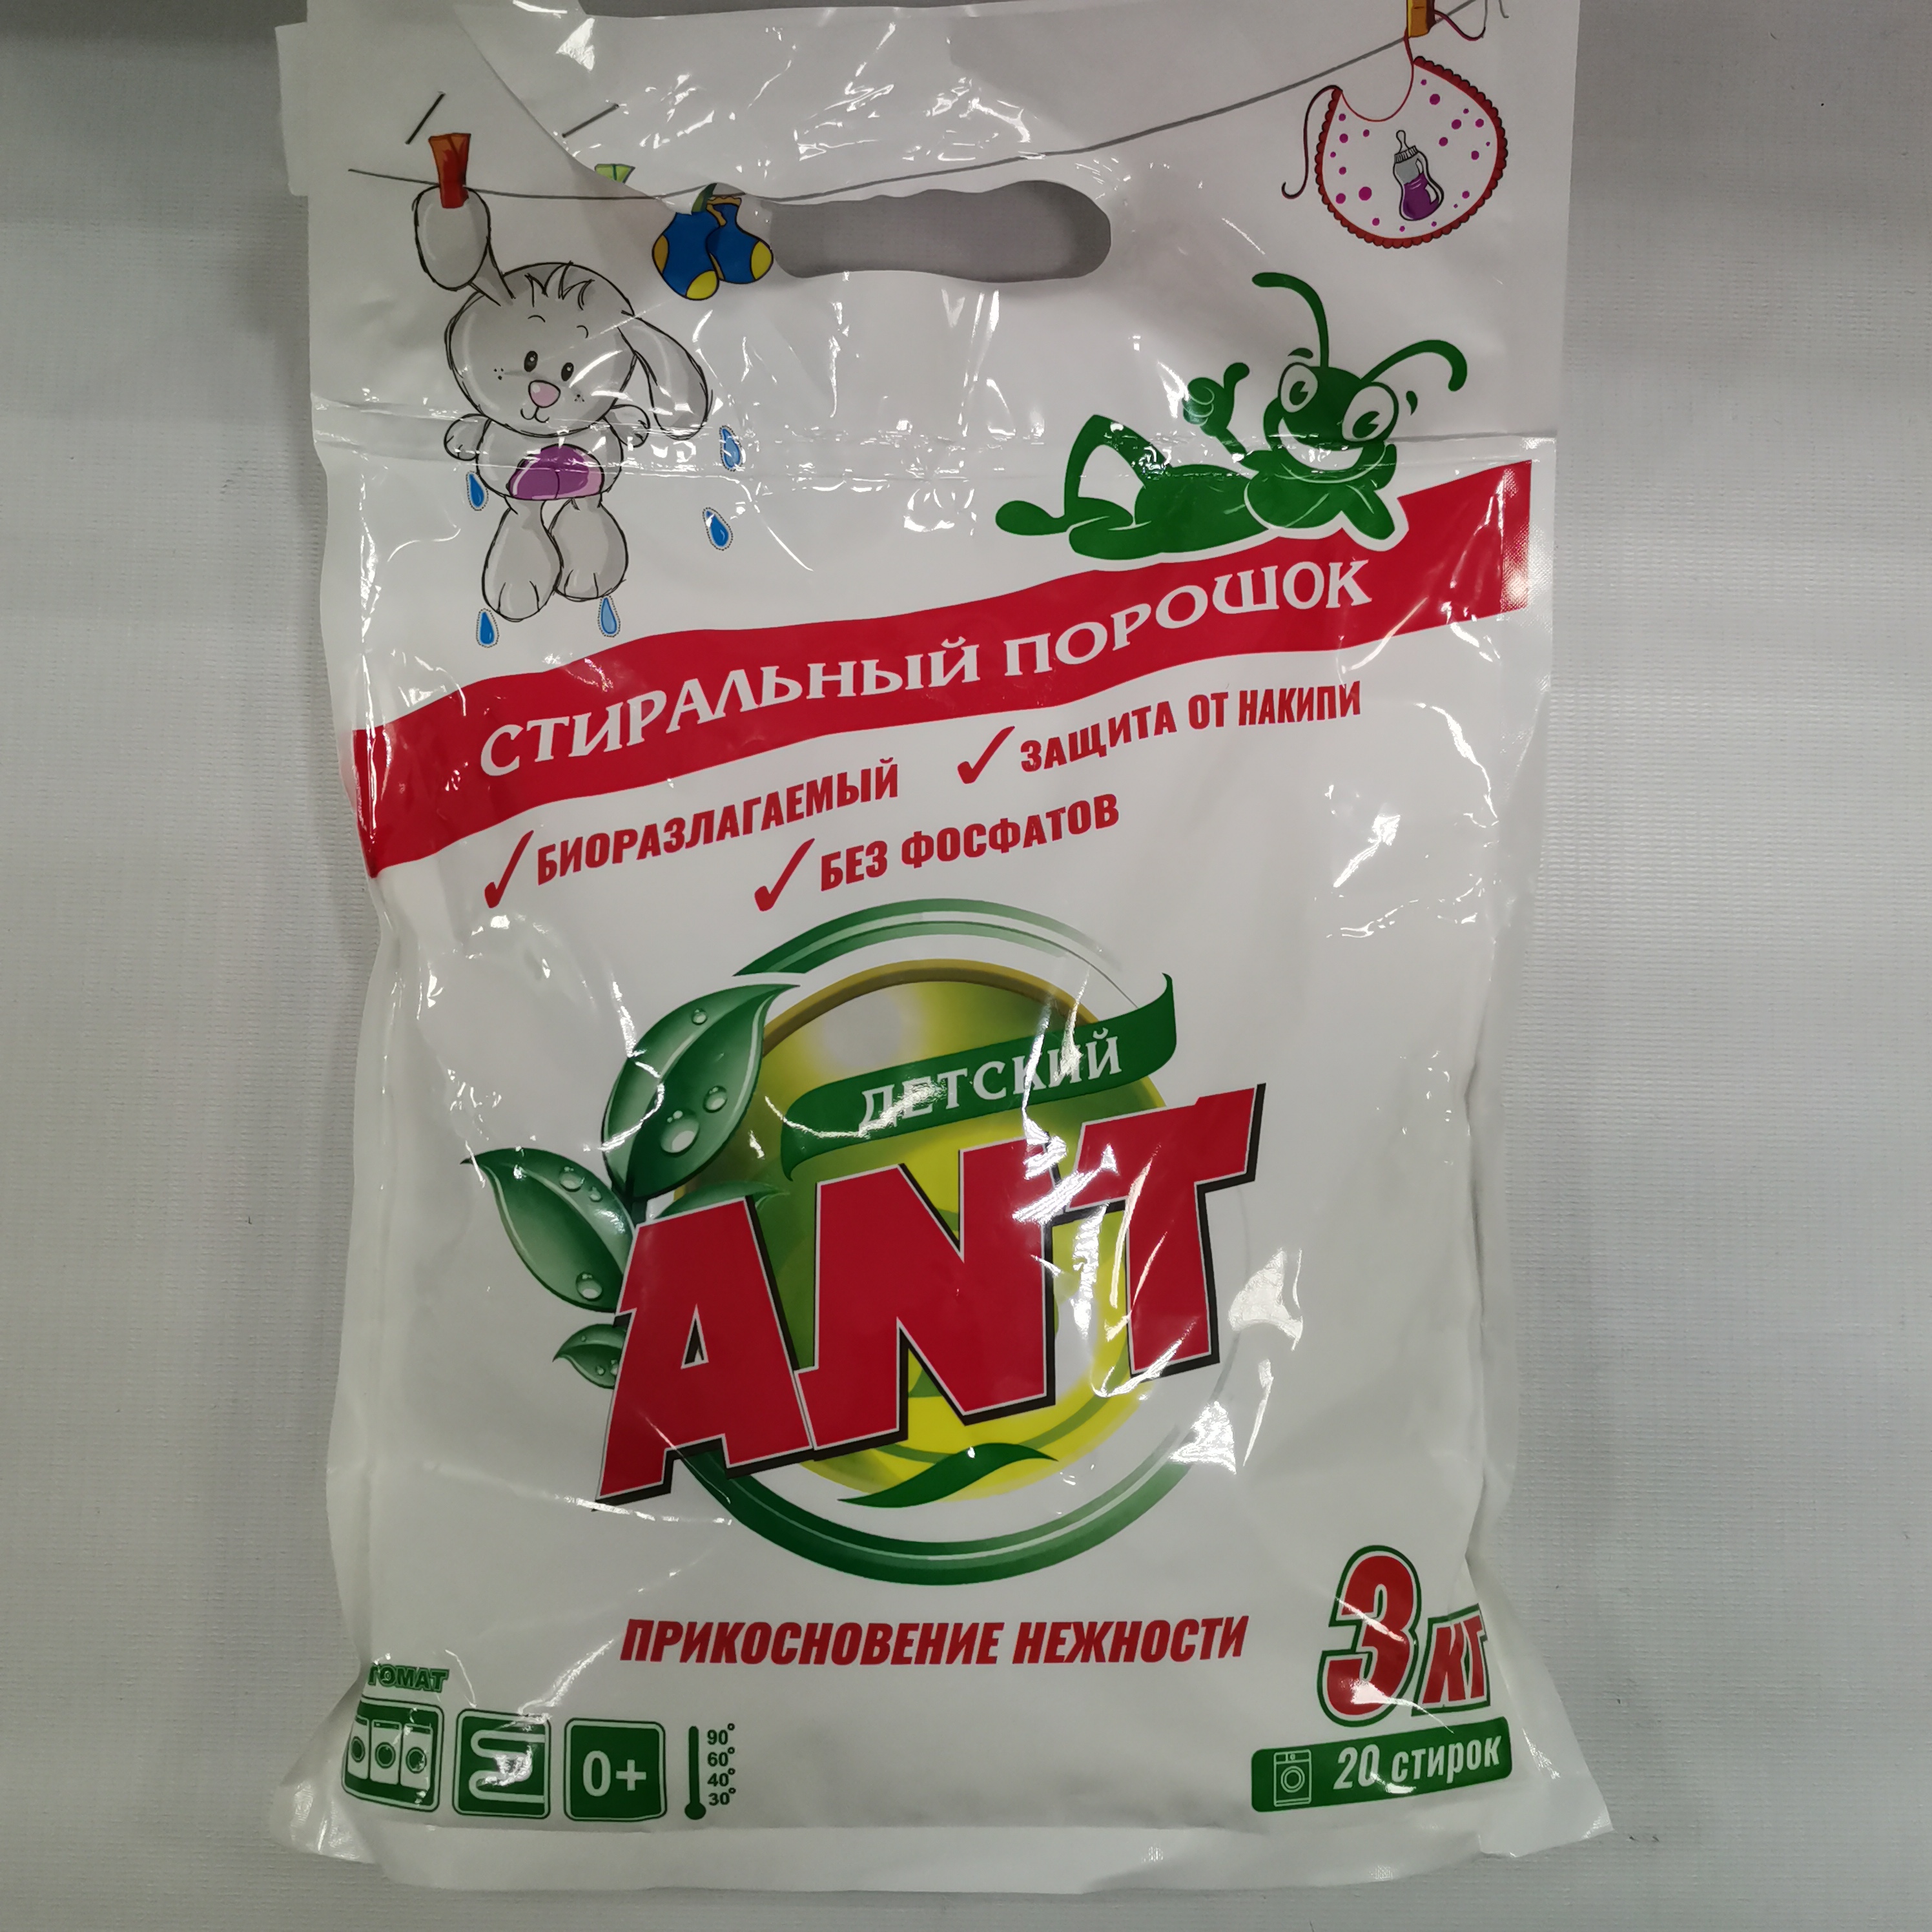 СТИРАЛЬНЫЙ ПОРОШОК
БИОРАЗЛАГАЕМЫЙ
ЗАЩИТА ОТ НАКИПИ
БЕЗ ФОСФАТОВ
ДЕТСКИЙ
ANT
ПРИКОСНОВЕНИЕ НЕЖНОСТИ
3 КГ
20 стирок
ТОМАТ
0+
90°
60°
40°
30°